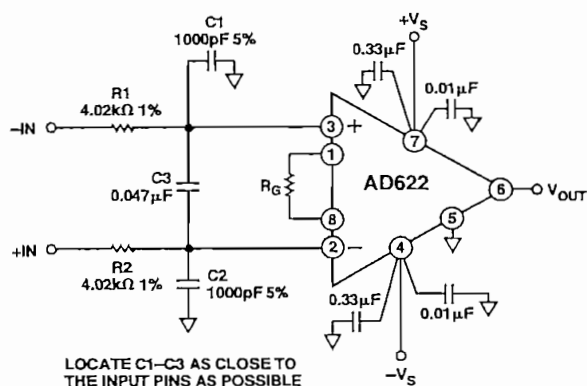 C1
1000pF 5%
+VS
0.33µF
0.01µF
R1
4.02kΩ 1%
–IN
3
+
7
1
C3
0.047µF
RG
AD622
6
VOUT
8
5
+IN
2
–
4
R2
4.02kΩ 1%
C2
1000pF 5%
0.33µF
0.01µF
–VS
LOCATE C1–C3 AS CLOSE TO
THE INPUT PINS AS POSSIBLE